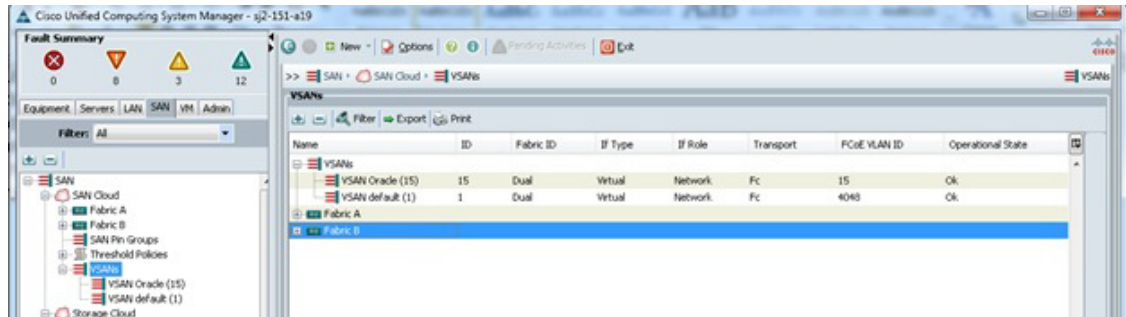 Cisco Unified Computing System Manager - sj2-151-a19
Fault Summary
0 8 3 12
New Options Pending Activities Exit
CISCO
>> SAN SAN Cloud VSANs VSANs
Equipment Servers LAN SAN VM Admin
Filter: All
VSANs
Filter Export Print
Name ID Fabric ID If Type If Role Transport FCoE VLAN ID Operational State
VSANs
VSAN Oracle (15) 15 Dual Virtual Network Fc 15 Ok
VSAN default (1) 1 Dual Virtual Network Fc 4048 Ok
Fabric A
Fabric B
SAN
SAN Cloud
Fabric A
Fabric B
SAN Pin Groups
Threshold Policies
VSANs
VSAN Oracle (15)
VSAN default (1)
Storage Cloud